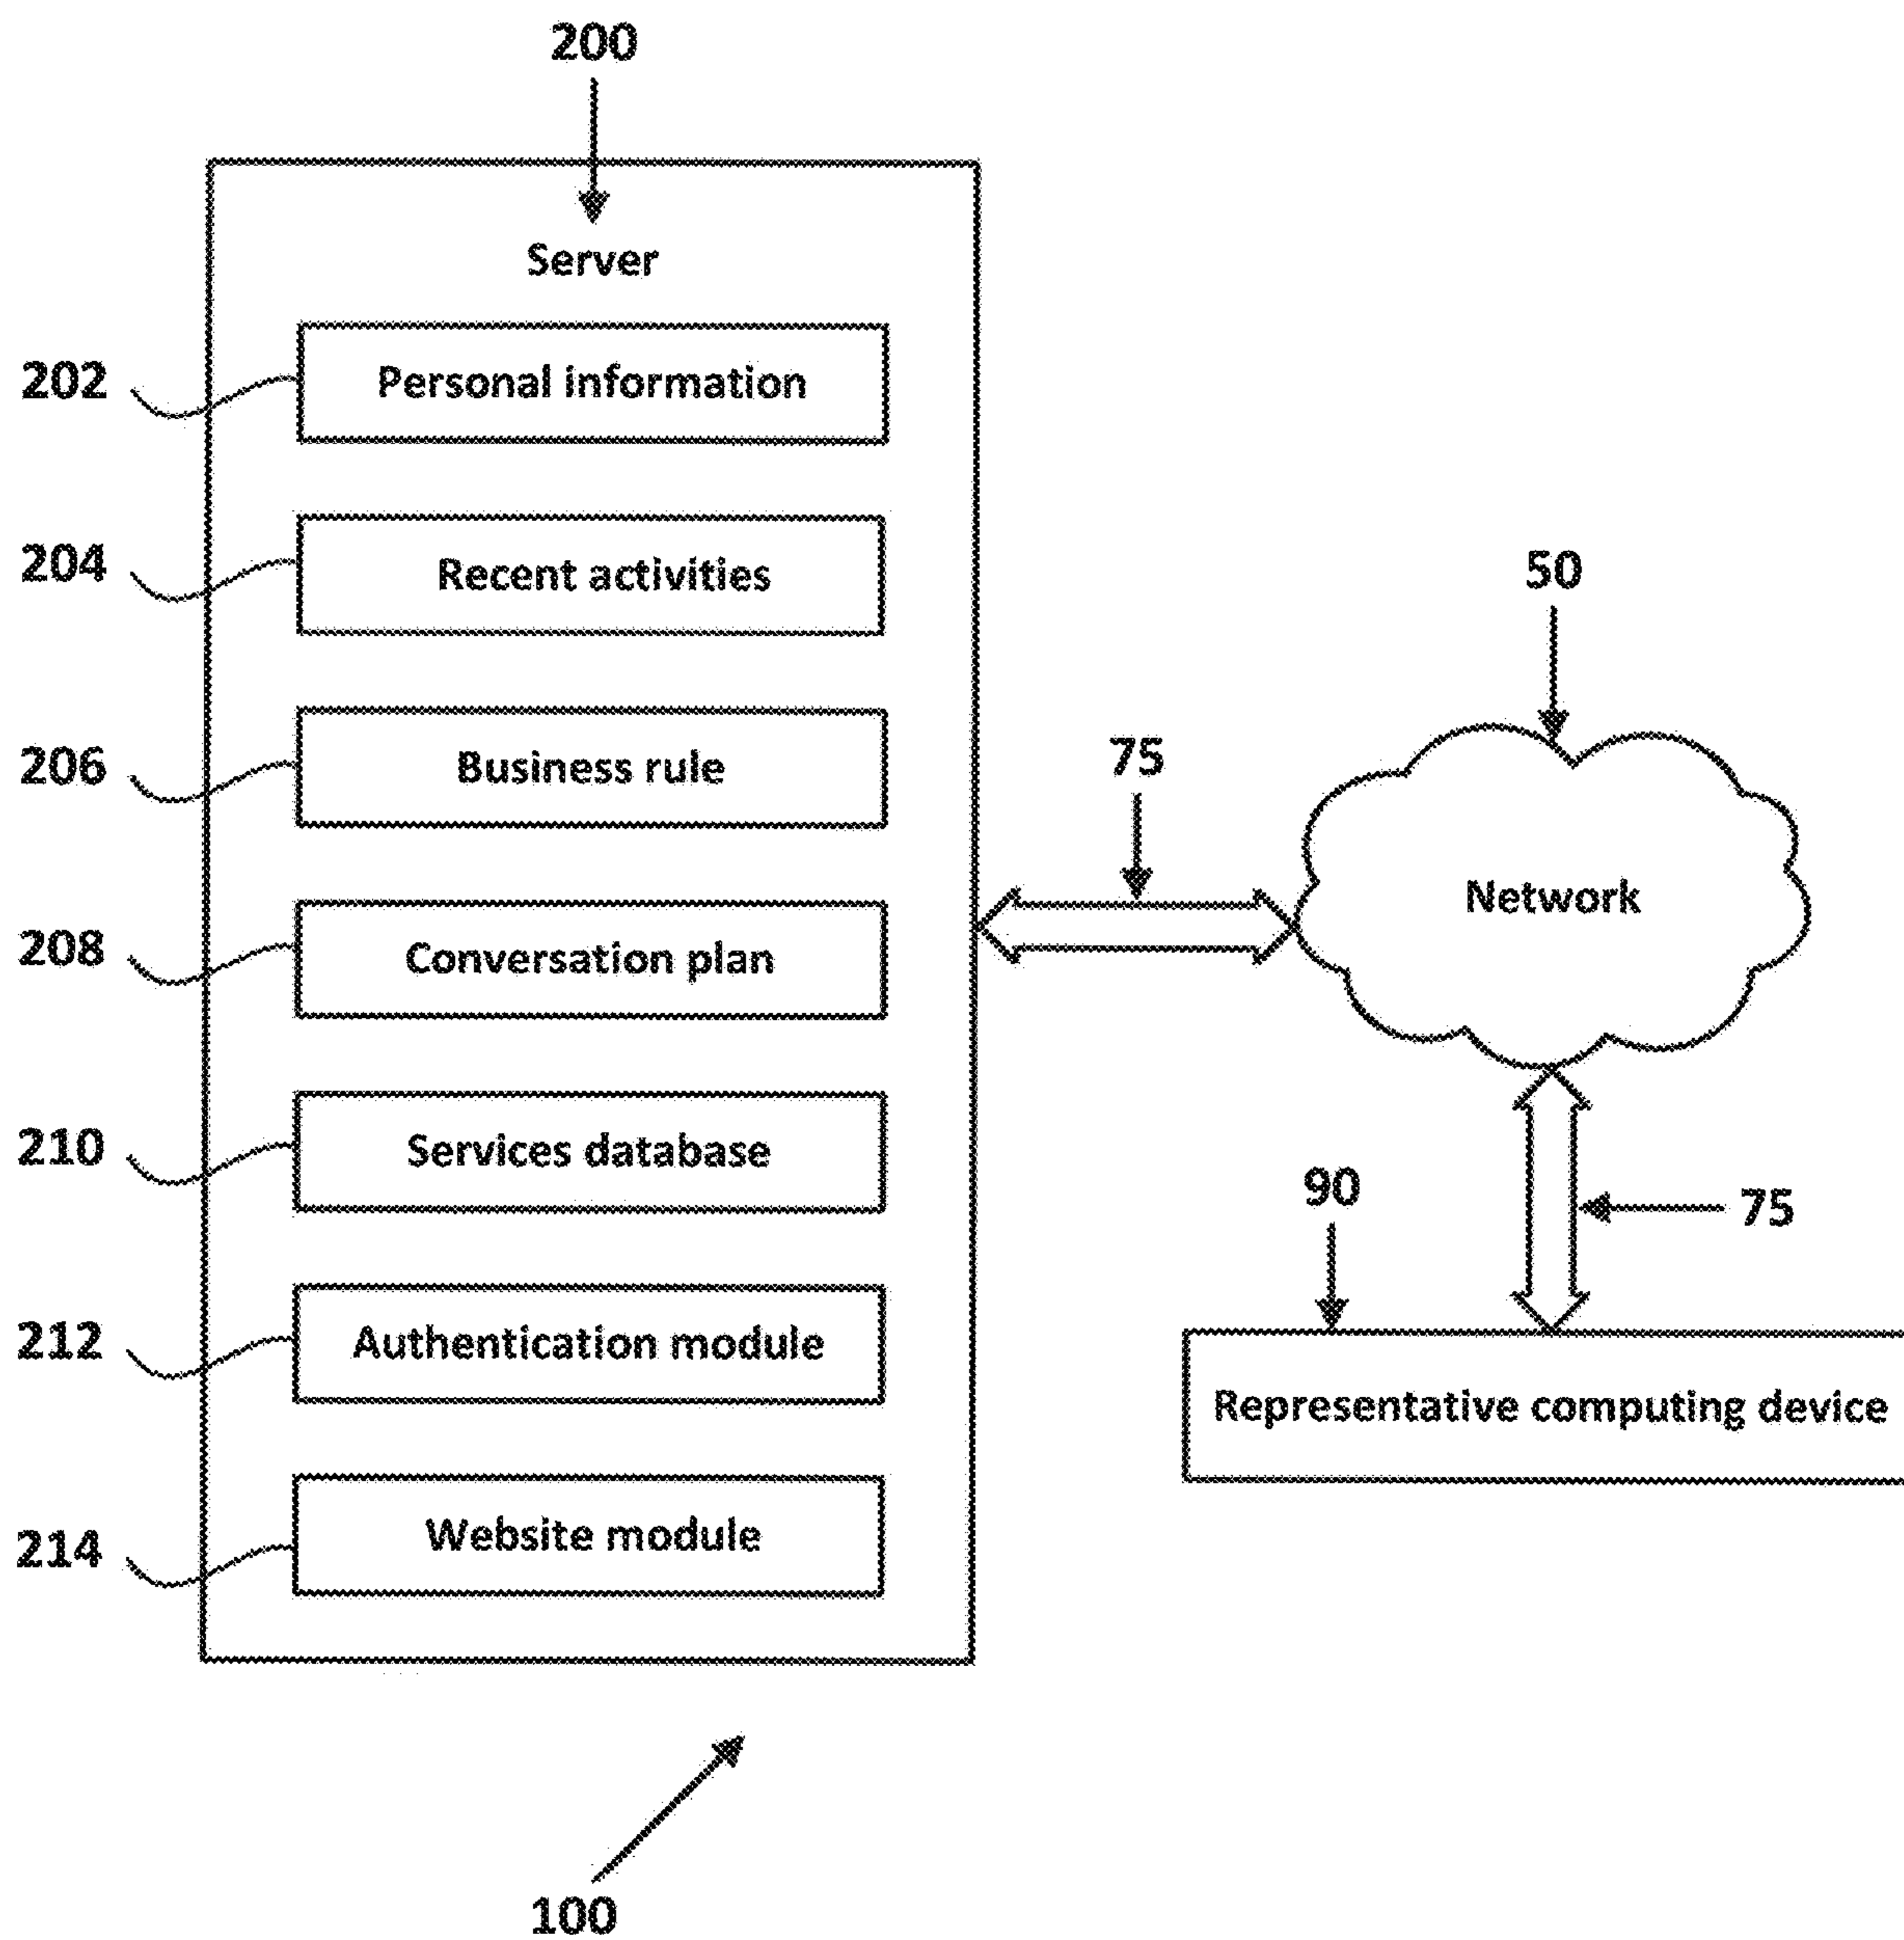 200
Server
202
Personal information
204
Recent activities
206
Business rule
208
Conversation plan
210
Services database
212
Authentication module
214
Website module
100
50
75
Network
90
75
Representative computing device